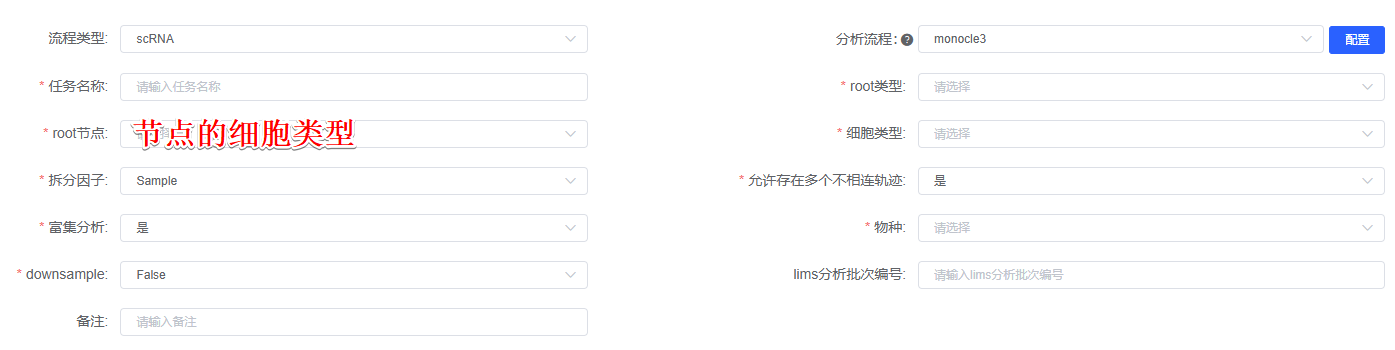 流程类型: scRNA
分析流程: ? monocle3 配置
* 任务名称: 请输入任务名称
* root类型: 请选择
* root节点: 节点的细胞类型
* 细胞类型: 请选择
* 拆分因子: Sample
* 允许存在多个不相连轨迹: 是
* 富集分析: 是
* 物种: 请选择
* downsample: False
lims分析批次编号: 请输入lims分析批次编号
备注: 请输入备注